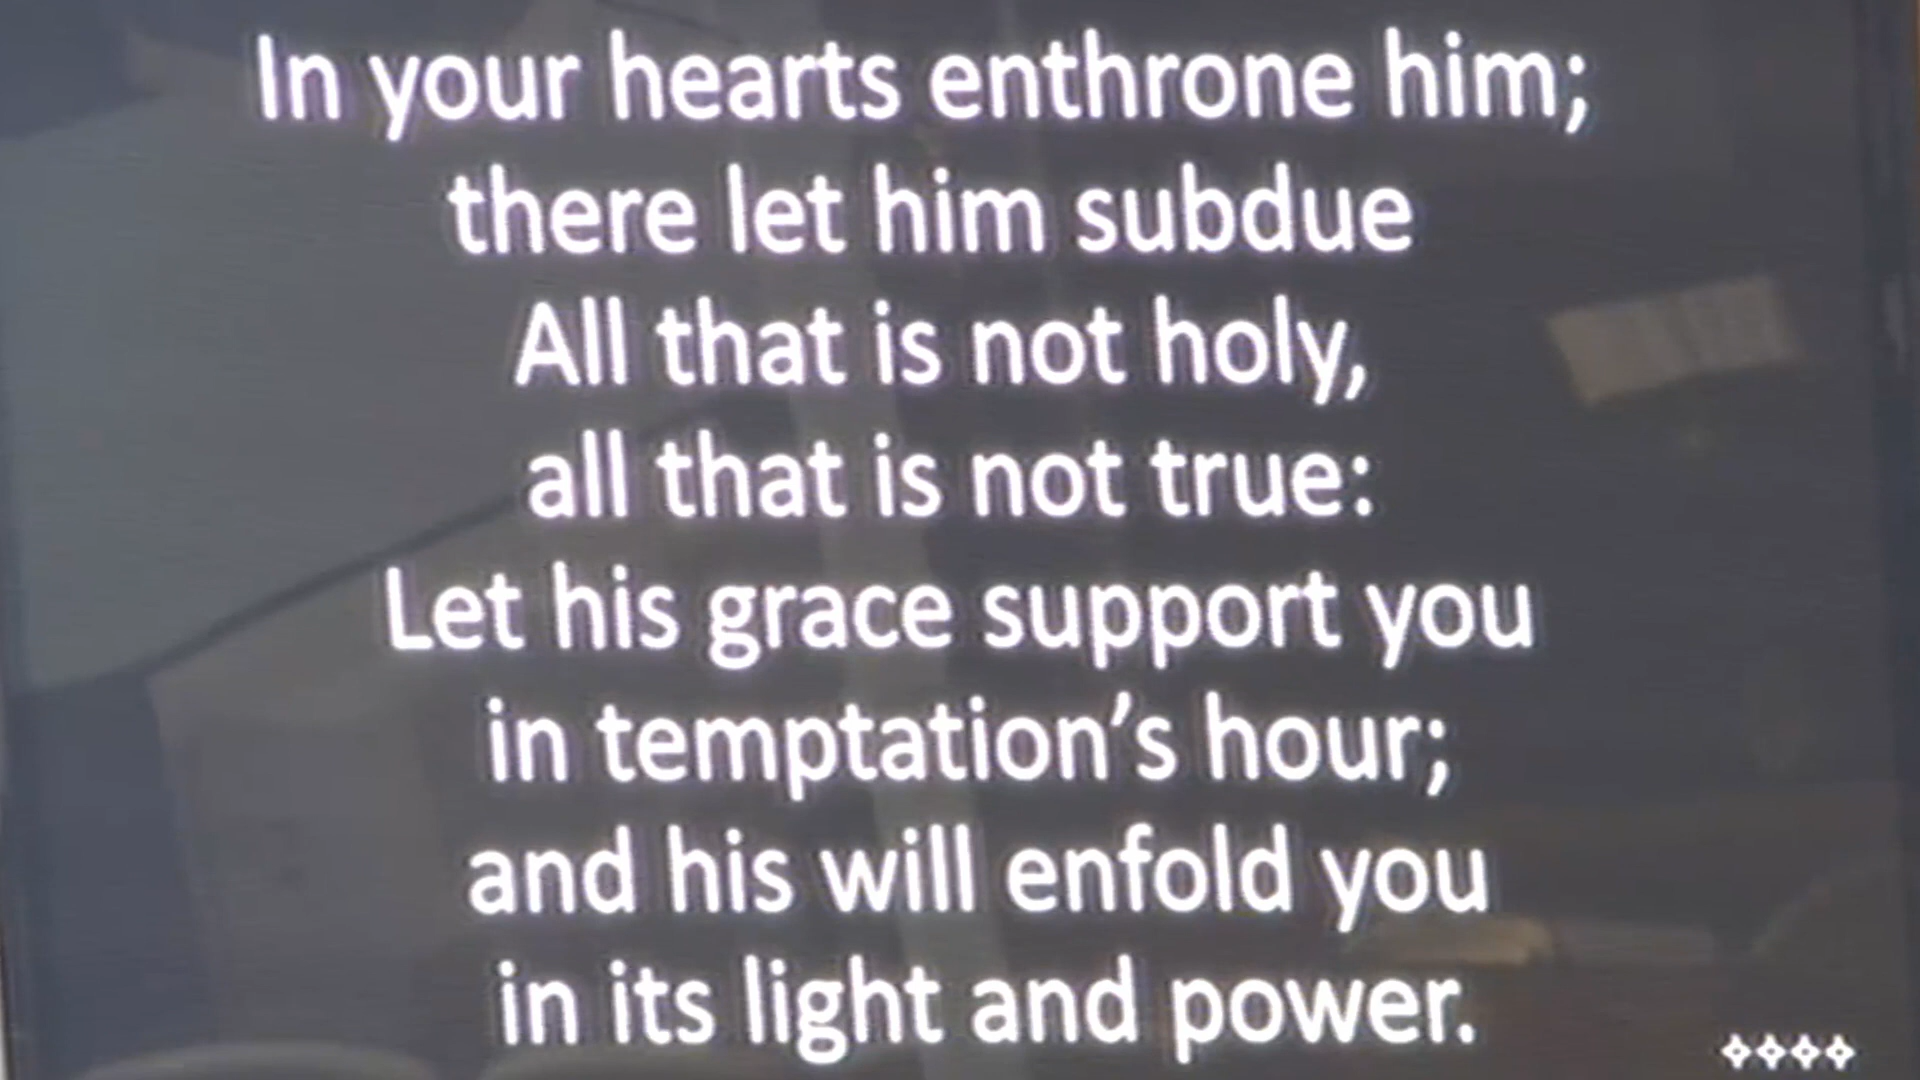 In your hearts enthrone him;
there let him subdue
All that is not holy,
all that is not true:
Let his grace support you
in temptation’s hour;
and his will enfold you
in its light and power.